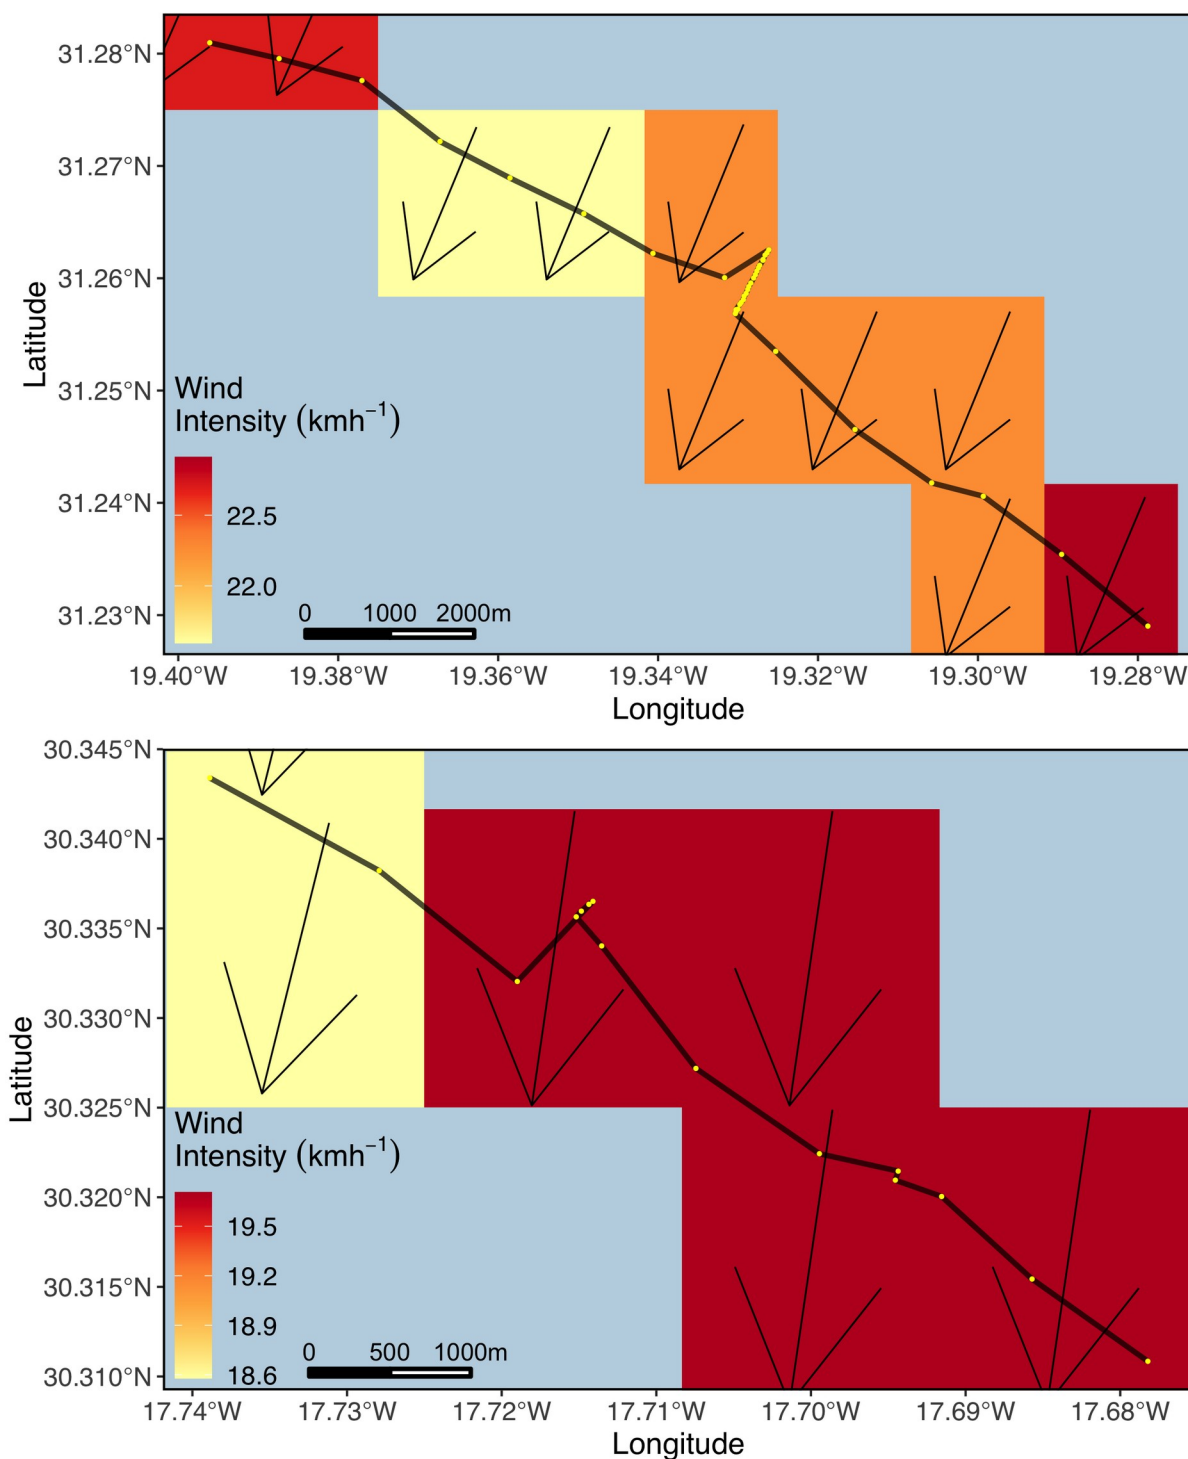 31.28°N
31.27°N
31.26°N
31.25°N
31.24°N
31.23°N
Latitude
Wind
Intensity (kmh⁻¹)
22.5
22.0
0 1000 2000m
19.40°W 19.38°W 19.36°W 19.34°W 19.32°W 19.30°W 19.28°W
Longitude
30.345°N
30.340°N
30.335°N
30.330°N
30.325°N
30.320°N
30.315°N
30.310°N
Latitude
Wind
Intensity (kmh⁻¹)
19.5
19.2
18.9
18.6
0 500 1000m
17.74°W 17.73°W 17.72°W 17.71°W 17.70°W 17.69°W 17.68°W
Longitude